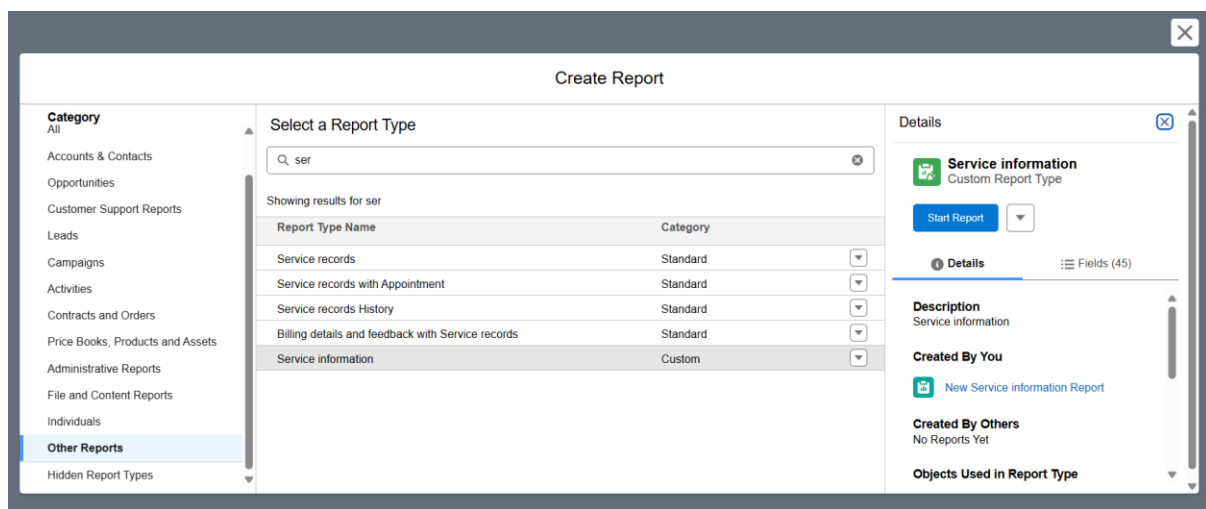 Create Report
Category
All
Accounts & Contacts
Opportunities
Customer Support Reports
Leads
Campaigns
Activities
Contracts and Orders
Price Books, Products and Assets
Administrative Reports
File and Content Reports
Individuals
Other Reports
Hidden Report Types
Select a Report Type
ser
Showing results for ser
Report Type Name Category
Service records Standard
Service records with Appointment Standard
Service records History Standard
Billing details and feedback with Service records Standard
Service information Custom
Details
Service information
Custom Report Type
Start Report
Details Fields (45)
Description
Service information
Created By You
New Service information Report
Created By Others
No Reports Yet
Objects Used in Report Type